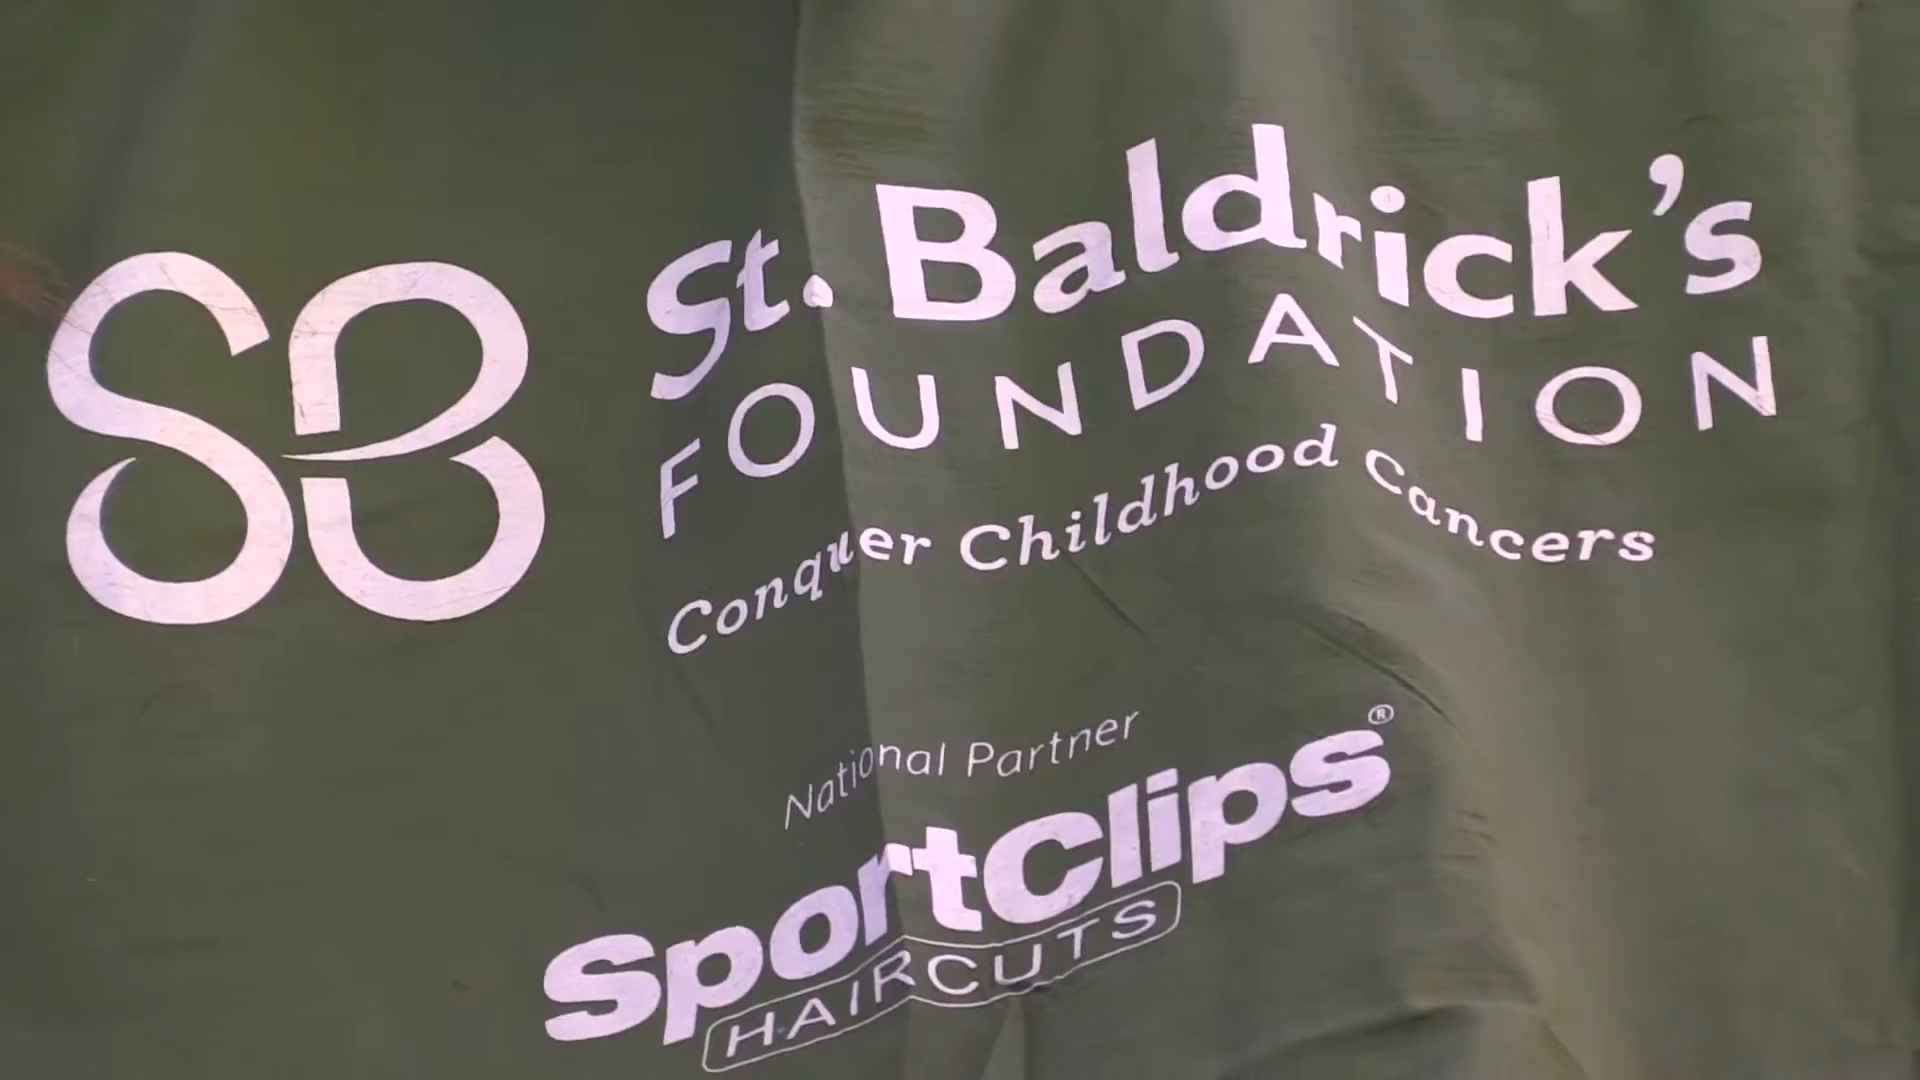 SB
St. Baldrick's
FOUNDATION
Conquer Childhood Cancers
National Partner
SportClips®
HAIRCUTS